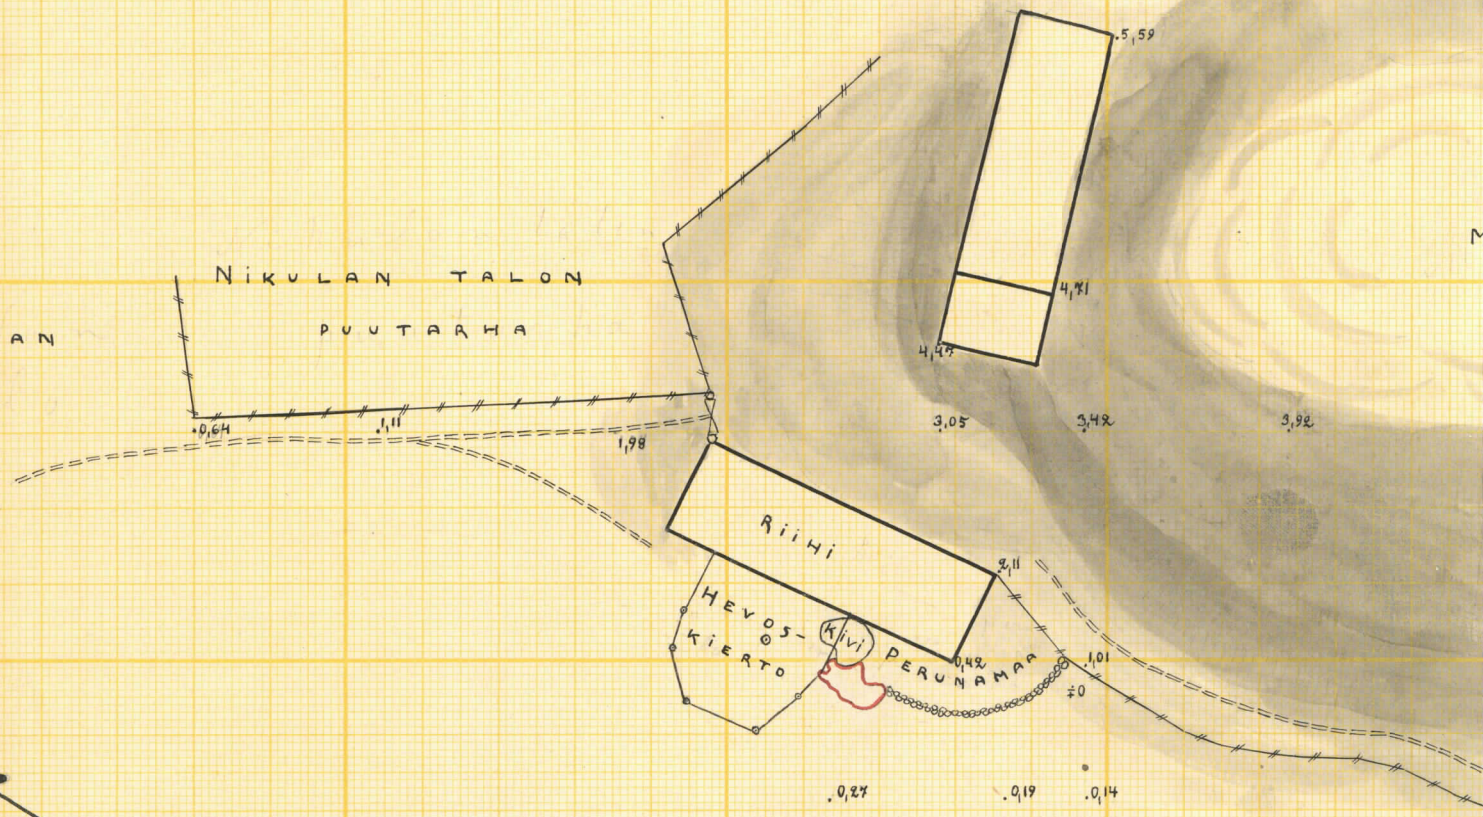 .5,59
M
NiKULAN TALON
4,71
PUUTARHA
AN
4,47
.0,64
1,11
1,98
3,05
3,42
3,92
RiiHi
2,11
HEVOS-
KIERTO
Kivi
PERUNAMAA
0,42
.1,01
±0
.0,27
.0,19
.0,14